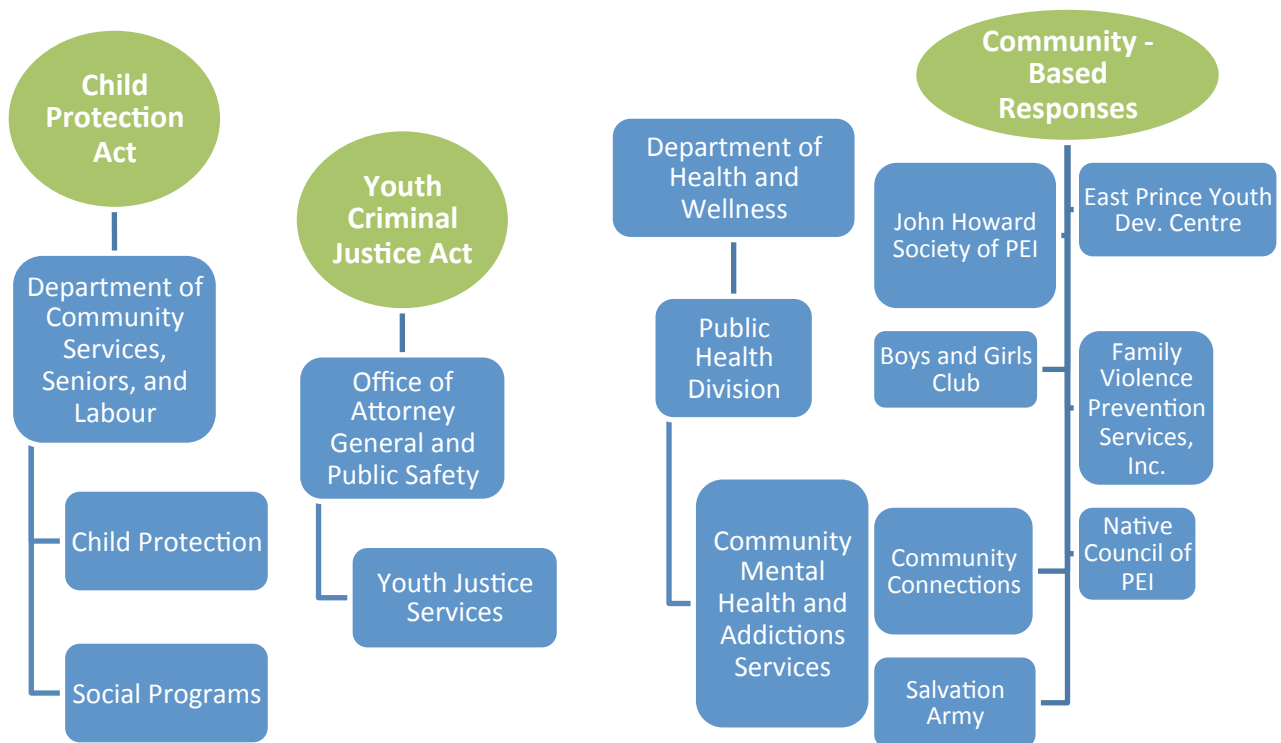 Child
Protection
Act
Department of
Community
Services,
Seniors, and
Labour
Child Protection
Social Programs
Youth
Criminal
Justice Act
Office of
Attorney
General and
Public Safety
Youth Justice
Services
Department of
Health and
Wellness
Public
Health
Division
Community
Mental
Health and
Addictions
Services
Community -
Based
Responses
John Howard
Society of PEI
East Prince Youth
Dev. Centre
Boys and Girls
Club
Family
Violence
Prevention
Services,
Inc.
Community
Connections
Native
Council of
PEI
Salvation
Army